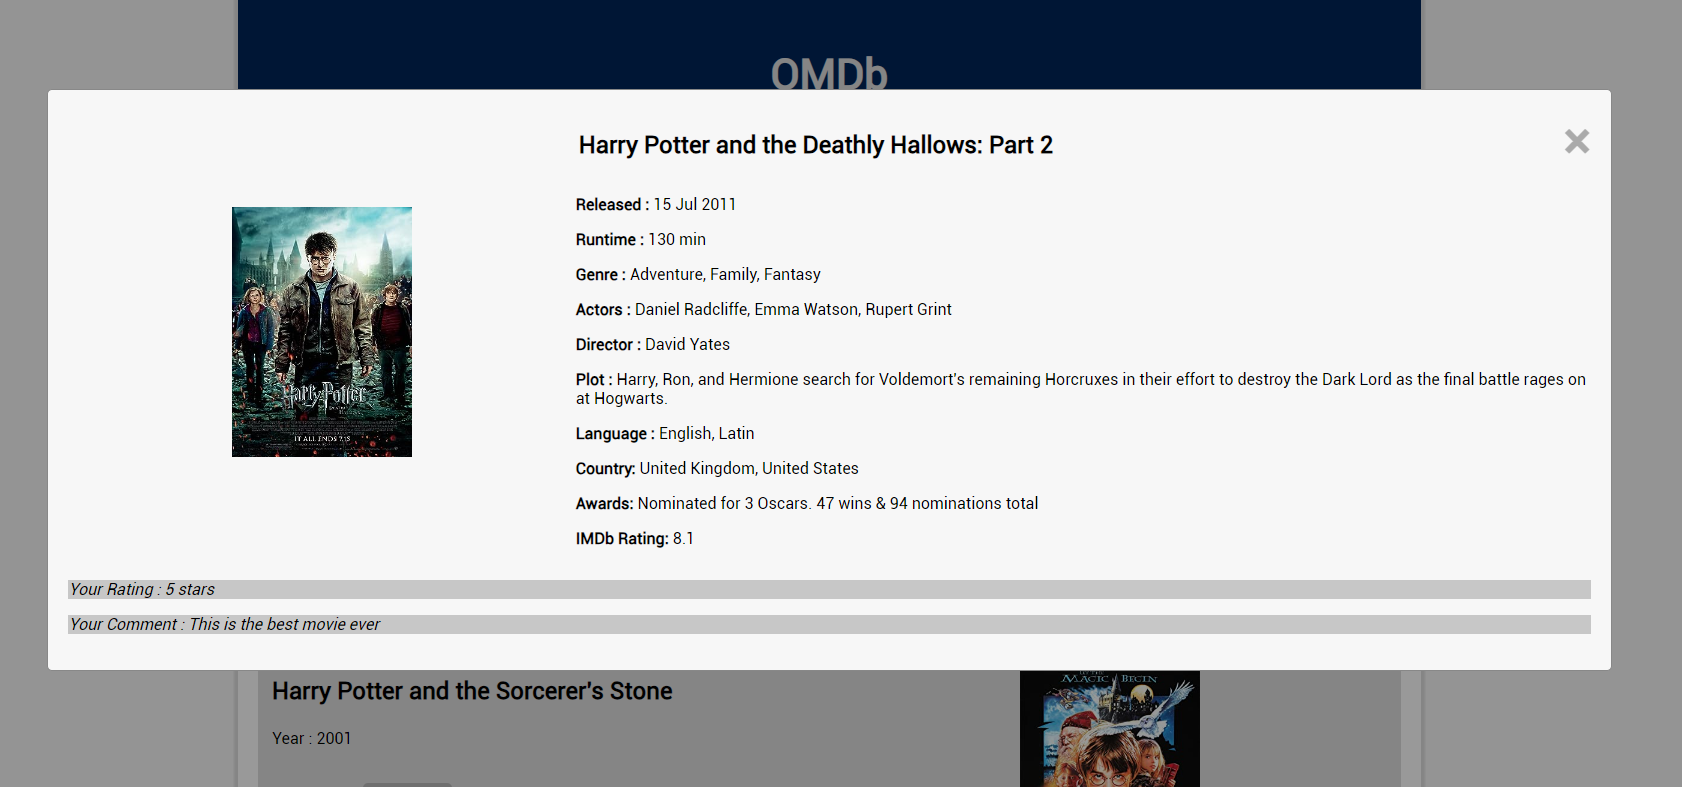 OMDb
Harry Potter and the Deathly Hallows: Part 2
Released : 15 Jul 2011
Runtime : 130 min
Genre : Adventure, Family, Fantasy
Actors : Daniel Radcliffe, Emma Watson, Rupert Grint
Director : David Yates
Plot : Harry, Ron, and Hermione search for Voldemort's remaining Horcruxes in their effort to destroy the Dark Lord as the final battle rages on
at Hogwarts.
Language : English, Latin
Country: United Kingdom, United States
Awards: Nominated for 3 Oscars. 47 wins & 94 nominations total
IMDb Rating: 8.1
Harry Potter
IT ALL ENDS 7.15
Your Rating : 5 stars
Your Comment : This is the best movie ever
Harry Potter and the Sorcerer's Stone
Year : 2001
MAGIC BEGIN